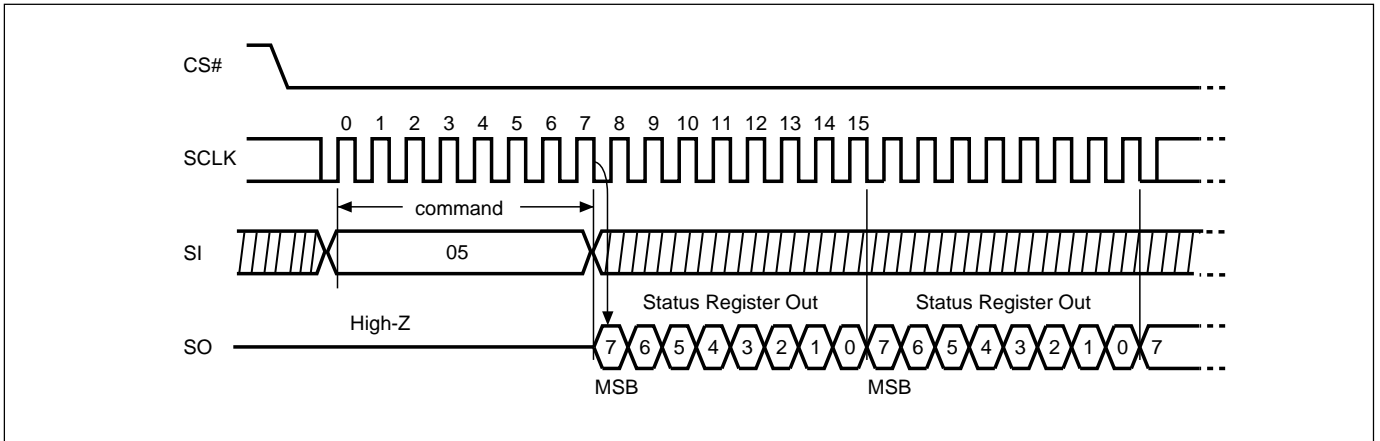 CS#
0 1 2 3 4 5 6 7 8 9 10 11 12 13 14 15
SCLK
command
SI
05
Status Register Out Status Register Out
High-Z
SO
7 6 5 4 3 2 1 0 7 6 5 4 3 2 1 0 7
MSB MSB